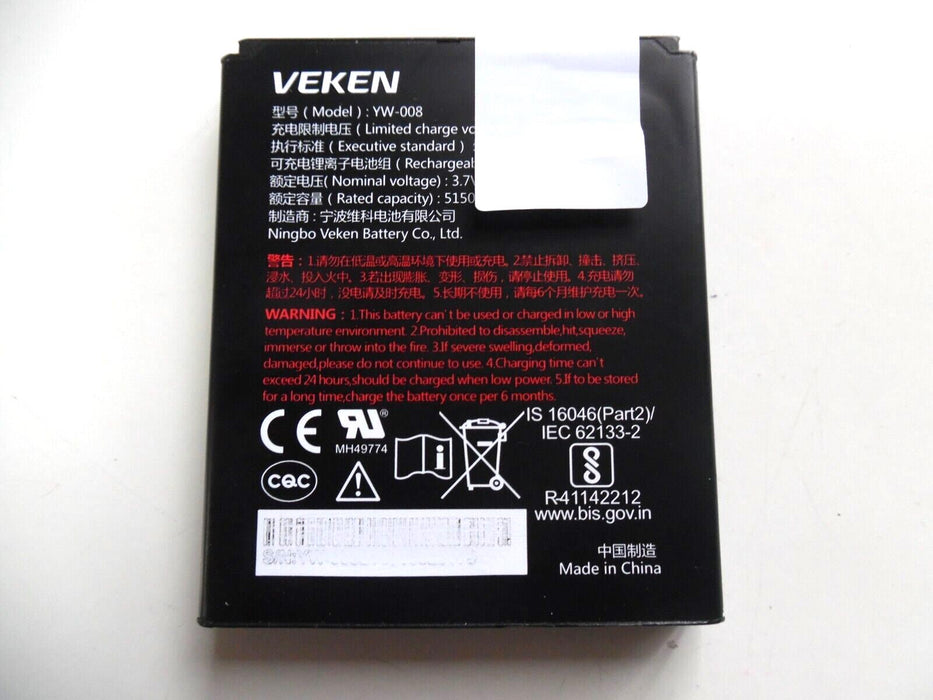 VEKEN
型号 ( Model ) : YW-008
充电限制电压 ( Limited charge
执行标准 ( Executive standard ) :
可充电锂离子电池组 (
额定电压( Nominal voltage) : 3.7
额定容量 ( Rated capacity) : 5150
制造商 : 宁波维科电池有限公司
Ningbo Veken Battery Co., Ltd.
警告 : 1.请勿在低温或高温环境下使用或充电。2.禁止拆卸、撞击、挤压、
浸水、投入火中。3.若出现膨胀、变形、损伤，请停止使用。4.充电请勿
超过24小时，没电请及时充电。5.长期不使用，请每6个月维护充电一次。
WARNING : 1.This battery can't be used or charged in low or high
temperature environment. 2.Prohibited to disassemble,hit,squeeze,
immerse or throw into the fire. 3.If severe swelling,deformed,
damaged,please do not continue to use. 4.Charging time can't
exceed 24 hours,should be charged when low power. 5.If to be stored
for a long time,charge the battery once per 6 months.
CE
RU®
MH49774
i
IS 16046(Part2)/
IEC 62133-2
CQC
!
R-41142212
www.bis.gov.in
中国制造
Made in China